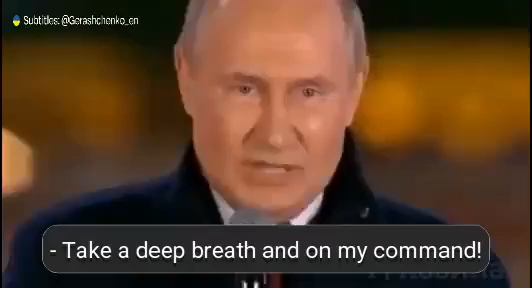 Subtitles: @Gerashchenko_en
- Take a deep breath and on my command!